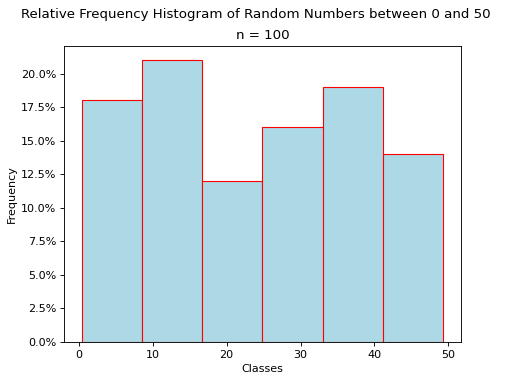 Relative Frequency Histogram of Random Numbers between 0 and 50
n = 100
20.0%
17.5%
15.0%
12.5%
10.0%
7.5%
5.0%
2.5%
0.0%
Frequency
0 10 20 30 40 50
Classes